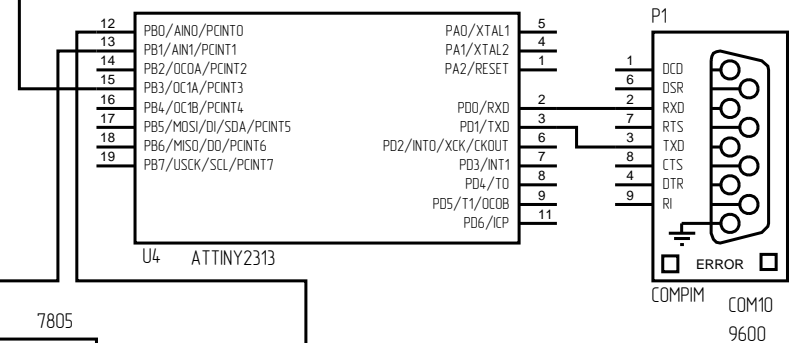 P1
12 PB0/AIN0/PCINT0 PA0/XTAL1 5
13 PB1/AIN1/PCINT1 PA1/XTAL2 4
14 PB2/OC0A/PCINT2 PA2/RESET 1
15 PB3/OC1A/PCINT3
16 PB4/OC1B/PCINT4 PD0/RXD 2
17 PB5/MOSI/DI/SDA/PCINT5 PD1/TXD 3
18 PB6/MISO/DO/PCINT6 PD2/INT0/XCK/CKOUT 6
19 PB7/USCK/SCL/PCINT7 PD3/INT1 7
PD4/T0 8
PD5/T1/OC0B 9
PD6/ICP 11
U4 ATTINY2313
1 DCD
6 DSR
2 RXD
7 RTS
3 TXD
8 CTS
4 DTR
9 RI
ERROR
COMPIM
COM10
9600
7805